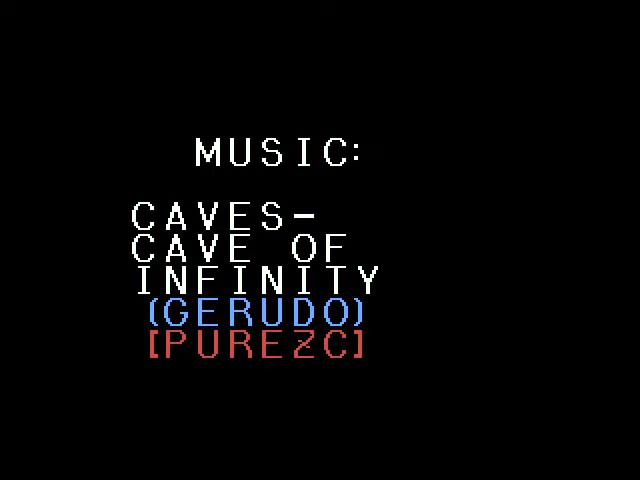 MUSIC:
CAVES-
CAVE OF
INFINITY
(GERUDO)
[PUREZC]